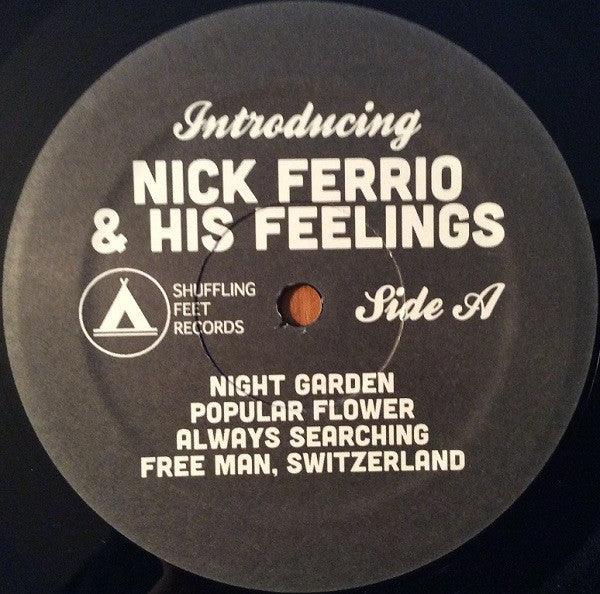 Introducing
NICK FERRIO
& HIS FEELINGS
SHUFFLING
FEET
RECORDS
Side A
NIGHT GARDEN
POPULAR FLOWER
ALWAYS SEARCHING
FREE MAN, SWITZERLAND